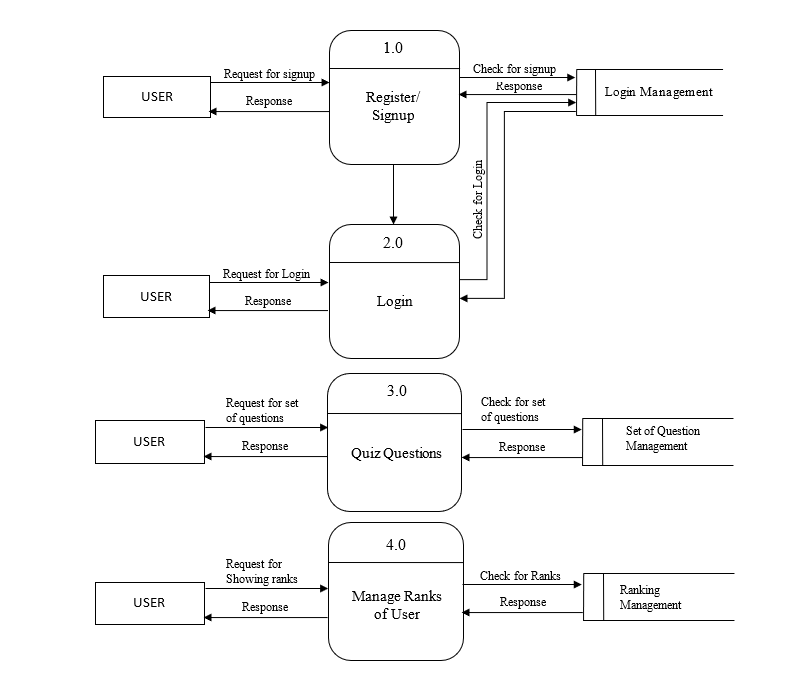 1.0
Request for signup
Check for signup
USER
Response
Register/
Signup
Response
Login Management
Check for Login
2.0
Request for Login
USER
Response
Login
3.0
Request for set
of questions
Check for set
of questions
USER
Response
Quiz Questions
Response
Set of Question
Management
4.0
Request for
Showing ranks
Check for Ranks
USER
Response
Manage Ranks
of User
Response
Ranking
Management